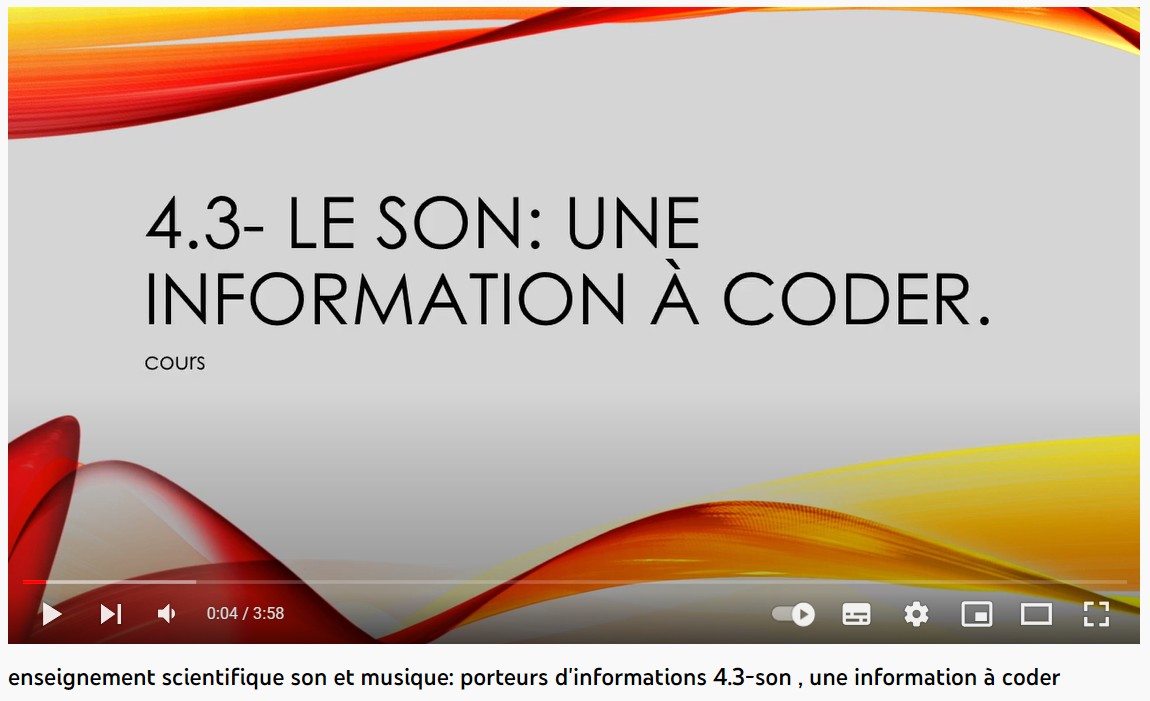 4.3- LE SON: UNE
INFORMATION À CODER.
cours
0:04 / 3:58
enseignement scientifique son et musique: porteurs d'informations 4.3-son , une information à coder